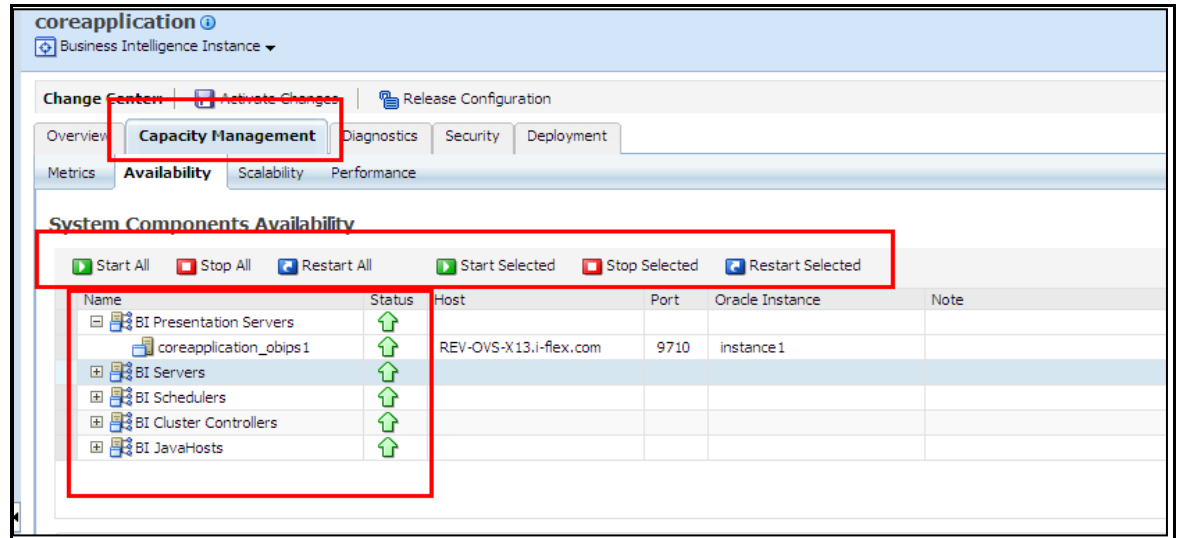 coreapplication
Business Intelligence Instance
Change Center: Activate Changes Release Configuration
Overview Capacity Management Diagnostics Security Deployment
Metrics Availability Scalability Performance
System Components Availability
Start All Stop All Restart All Start Selected Stop Selected Restart Selected
Name Status Host Port Oracle Instance Note
BI Presentation Servers
coreapplication_obips1 REV-OVS-X13.i-flex.com 9710 instance1
BI Servers
BI Schedulers
BI Cluster Controllers
BI JavaHosts